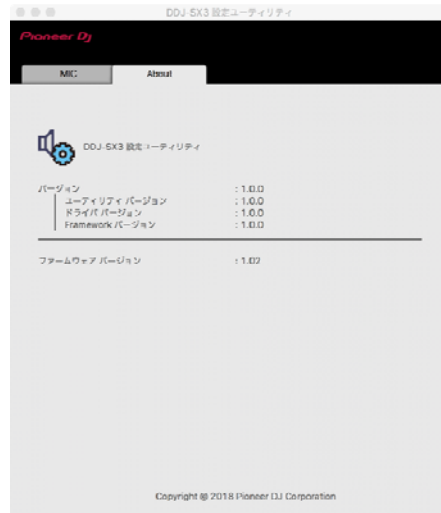 DDJ-SX3 設定ユーティリティ
Pioneer Dj
MIC
About
DDJ-SX3 設定ユーティリティ
バージョン : 1.0.0
ユーティリティ バージョン : 1.0.0
ドライバ バージョン : 1.0.0
Framework バージョン : 1.0.0
ファームウェア バージョン : 1.02
Copyright @ 2018 Pioneer DJ Corporation